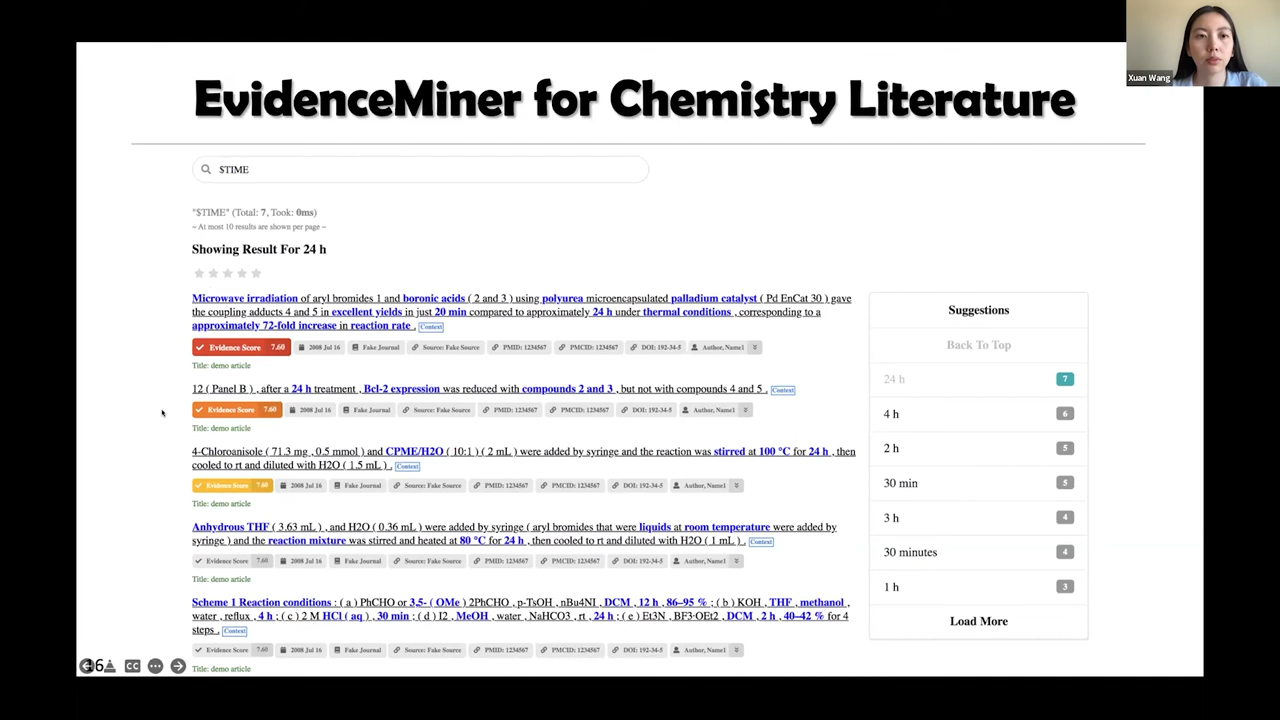 Xuan Wang
EvidenceMiner for Chemistry Literature
$TIME
"$TIME" (Total: 7, Took: 0ms)
~ At most 10 results are shown per page ~
Showing Result For 24 h
Microwave irradiation of aryl bromides 1 and boronic acids ( 2 and 3 ) using polyurea microencapsulated palladium catalyst ( Pd EnCat 30 ) gave
the coupling adducts 4 and 5 in excellent yields in just 20 min compared to approximately 24 h under thermal conditions , corresponding to a
approximately 72-fold increase in reaction rate . Context
Evidence Score 7.60 2008 Jul 16 Fake Journal Source: Fake Source PMID: 1234567 PMCID: 1234567 DOI: 192-34-5 Author, Name1
Title: demo article
12 ( Panel B ) , after a 24 h treatment , Bcl-2 expression was reduced with compounds 2 and 3 , but not with compounds 4 and 5 . Context
Evidence Score 7.60 2008 Jul 16 Fake Journal Source: Fake Source PMID: 1234567 PMCID: 1234567 DOI: 192-34-5 Author, Name1
Title: demo article
4-Chloroanisole ( 71.3 mg , 0.5 mmol ) and CPME/H2O ( 10:1 ) ( 2 mL ) were added by syringe and the reaction was stirred at 100 °C for 24 h , then
cooled to rt and diluted with H2O ( 1.5 mL ) . Context
Evidence Score 7.60 2008 Jul 16 Fake Journal Source: Fake Source PMID: 1234567 PMCID: 1234567 DOI: 192-34-5 Author, Name1
Title: demo article
Anhydrous THF ( 3.63 mL ) , and H2O ( 0.36 mL ) were added by syringe ( aryl bromides that were liquids at room temperature were added by
syringe ) and the reaction mixture was stirred and heated at 80 °C for 24 h , then cooled to rt and diluted with H2O ( 1 mL ) . Context
Evidence Score 7.60 2008 Jul 16 Fake Journal Source: Fake Source PMID: 1234567 PMCID: 1234567 DOI: 192-34-5 Author, Name1
Title: demo article
Scheme 1 Reaction conditions : ( a ) PhCHO or 3,5- ( OMe ) 2PhCHO , p-TsOH , nBu4NI , DCM , 12 h , 86–95 % ; ( b ) KOH , THF , methanol ,
water , reflux , 4 h ; ( c ) 2 M HCl ( aq ) , 30 min ; ( d ) I2 , MeOH , water , NaHCO3 , rt , 24 h ; ( e ) Et3N , BF3·OEt2 , DCM , 2 h , 40–42 % for 4
steps . Context
Evidence Score 7.60 2008 Jul 16 Fake Journal Source: Fake Source PMID: 1234567 PMCID: 1234567 DOI: 192-34-5 Author, Name1
Title: demo article
Suggestions
Back To Top
24 h 7
4 h 6
2 h 5
30 min 5
3 h 4
30 minutes 4
1 h 3
Load More
16
CC